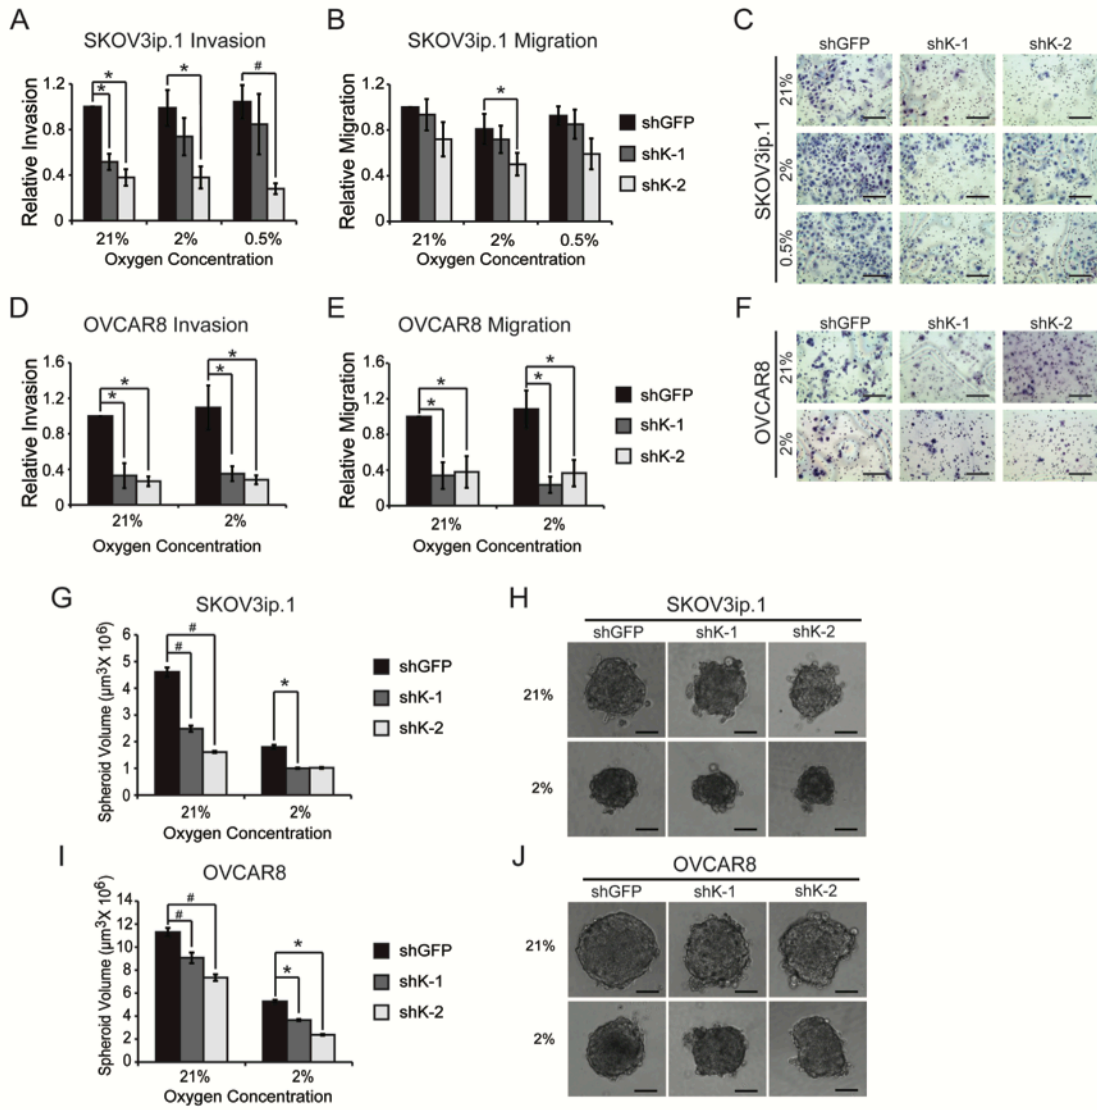 A
SKOV3ip.1 Invasion
Relative Invasion
1.2
0.8
0.4
0
* * * #
21% 2% 0.5%
Oxygen Concentration
B
SKOV3ip.1 Migration
Relative Migration
1.2
0.8
0.4
0
*
21% 2% 0.5%
Oxygen Concentration
shGFP
shK-1
shK-2
C
shGFP shK-1 shK-2
SKOV3ip.1
21%
2%
0.5%
D
OVCAR8 Invasion
Relative Invasion
1.6
1.2
0.8
0.4
0
* * * *
21% 2%
Oxygen Concentration
E
OVCAR8 Migration
Relative Migration
1.6
1.2
0.8
0.4
0
* * * *
21% 2%
Oxygen Concentration
shGFP
shK-1
shK-2
F
shGFP shK-1 shK-2
OVCAR8
21%
2%
G
SKOV3ip.1
Spheroid Volume (µm³X 10⁶)
6
5
4
3
2
1
0
# # *
21% 2%
Oxygen Concentration
shGFP
shK-1
shK-2
H
SKOV3ip.1
shGFP shK-1 shK-2
21%
2%
I
OVCAR8
Spheroid Volume (µm³X 10⁶)
14
12
10
8
6
4
2
0
# # * *
21% 2%
Oxygen Concentration
shGFP
shK-1
shK-2
J
OVCAR8
shGFP shK-1 shK-2
21%
2%